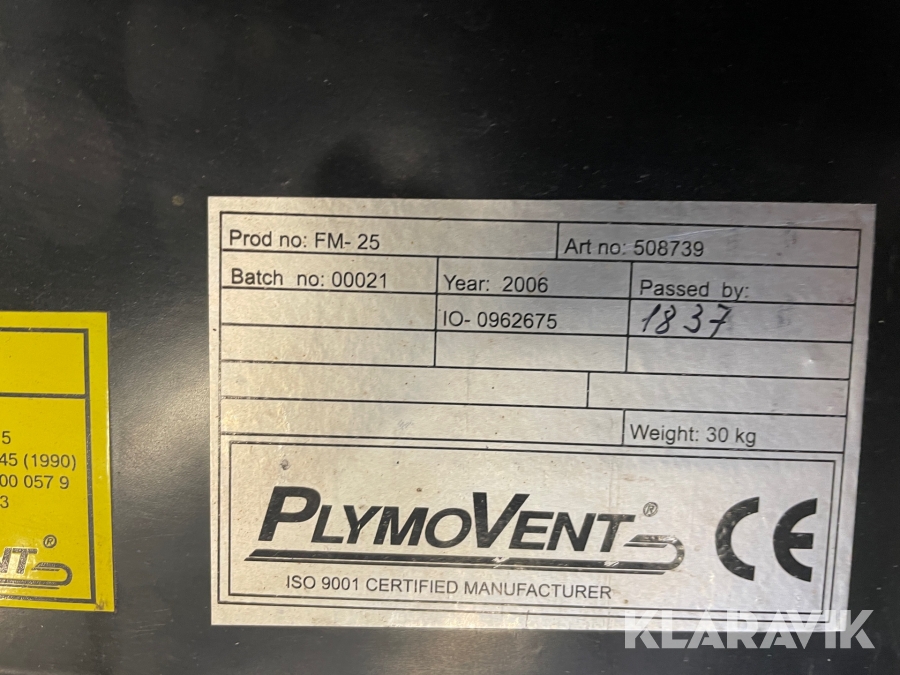 Prod no: FM- 25
Art no: 508739
Batch no: 00021
Year: 2006
Passed by:
IO- 0962675
1837
Weight: 30 kg
PLYMOVENT®
CE
ISO 9001 CERTIFIED MANUFACTURER
5
45 (1990)
00 057 9
3
NT®
KLARAVIK